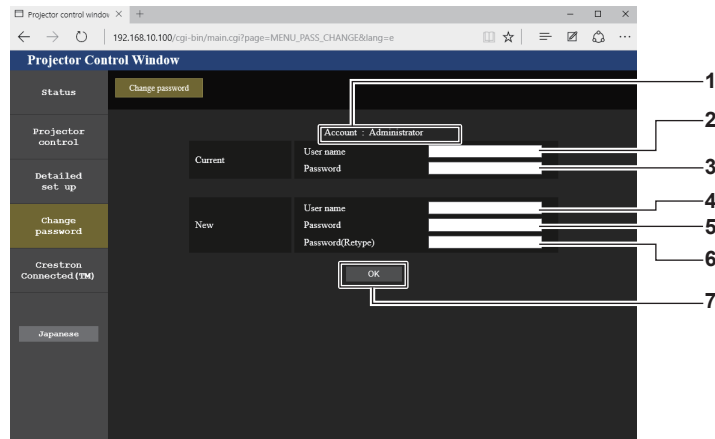 Projector control window
192.168.10.100/cgi-bin/main.cgi?page=MENU_PASS_CHANGE&lang=e
Projector Control Window
Status
Change password
1
Projector
control
Account : Administrator
2
Current
User name
Password
3
Detailed
set up
Change
password
New
User name
4
Password
5
Password(Retype)
6
Crestron
Connected(TM)
OK
7
Japanese